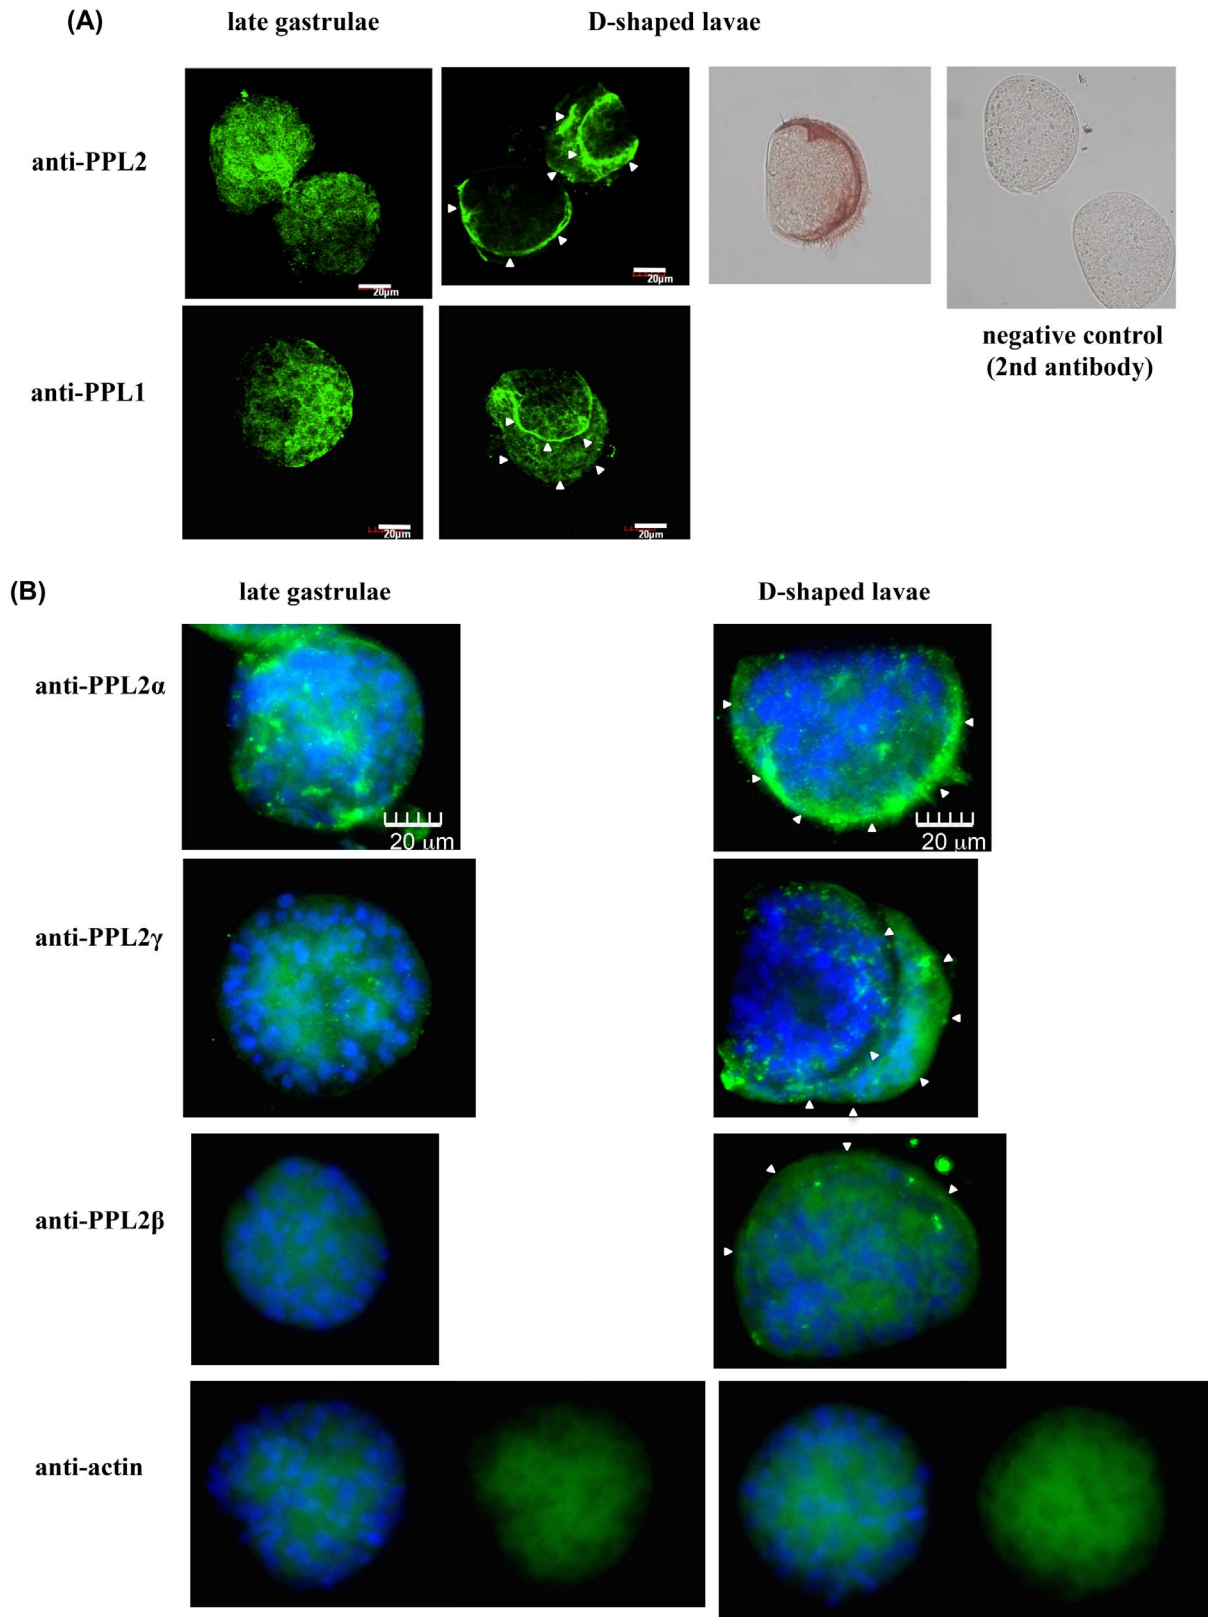 (A)
late gastrulae
D-shaped lavae
anti-PPL2
20µm
20µm
negative control
(2nd antibody)
anti-PPL1
20µm
20µm
(B)
late gastrulae
D-shaped lavae
anti-PPL2α
20 µm
20 µm
anti-PPL2γ
anti-PPL2β
anti-actin